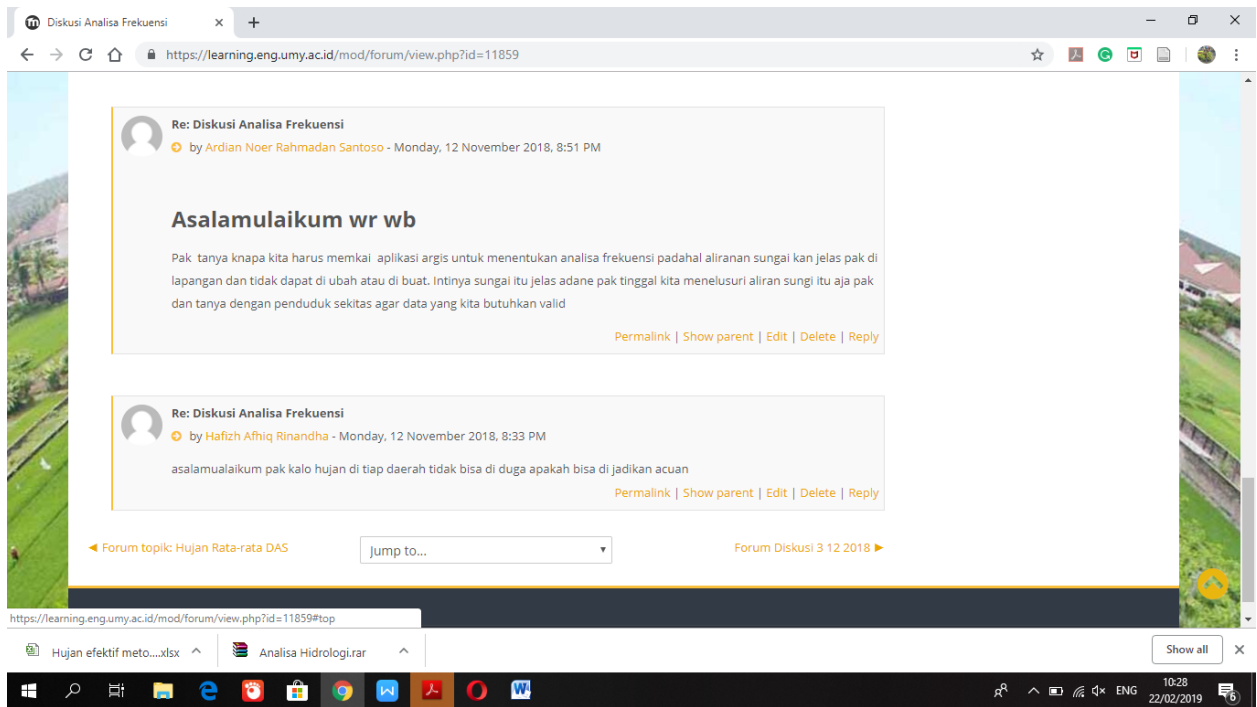 Diskusi Analisa Frekuensi
https://learning.eng.umy.ac.id/mod/forum/view.php?id=11859
Re: Diskusi Analisa Frekuensi
by Ardian Noer Rahmadan Santoso - Monday, 12 November 2018, 8:51 PM
Asalamulaikum wr wb
Pak tanya knapa kita harus memkai aplikasi argis untuk menentukan analisa frekuensi padahal aliranan sungai kan jelas pak di
lapangan dan tidak dapat di ubah atau di buat. Intinya sungai itu jelas adane pak tinggal kita menelusuri aliran sungi itu aja pak
dan tanya dengan penduduk sekitas agar data yang kita butuhkan valid
Permalink | Show parent | Edit | Delete | Reply
Re: Diskusi Analisa Frekuensi
by Hafizh Afhiq RInandha - Monday, 12 November 2018, 8:33 PM
asalamualaikum pak kalo hujan di tiap daerah tidak bisa di duga apakah bisa di jadikan acuan
Permalink | Show parent | Edit | Delete | Reply
◄ Forum topik: Hujan Rata-rata DAS
Jump to...
Forum Diskusi 3 12 2018 ►
https://learning.eng.umy.ac.id/mod/forum/view.php?id=11859#top
Hujan efektif meto....xlsx
Analisa Hidrologi.rar
Show all
ENG
10:28
22/02/2019
6